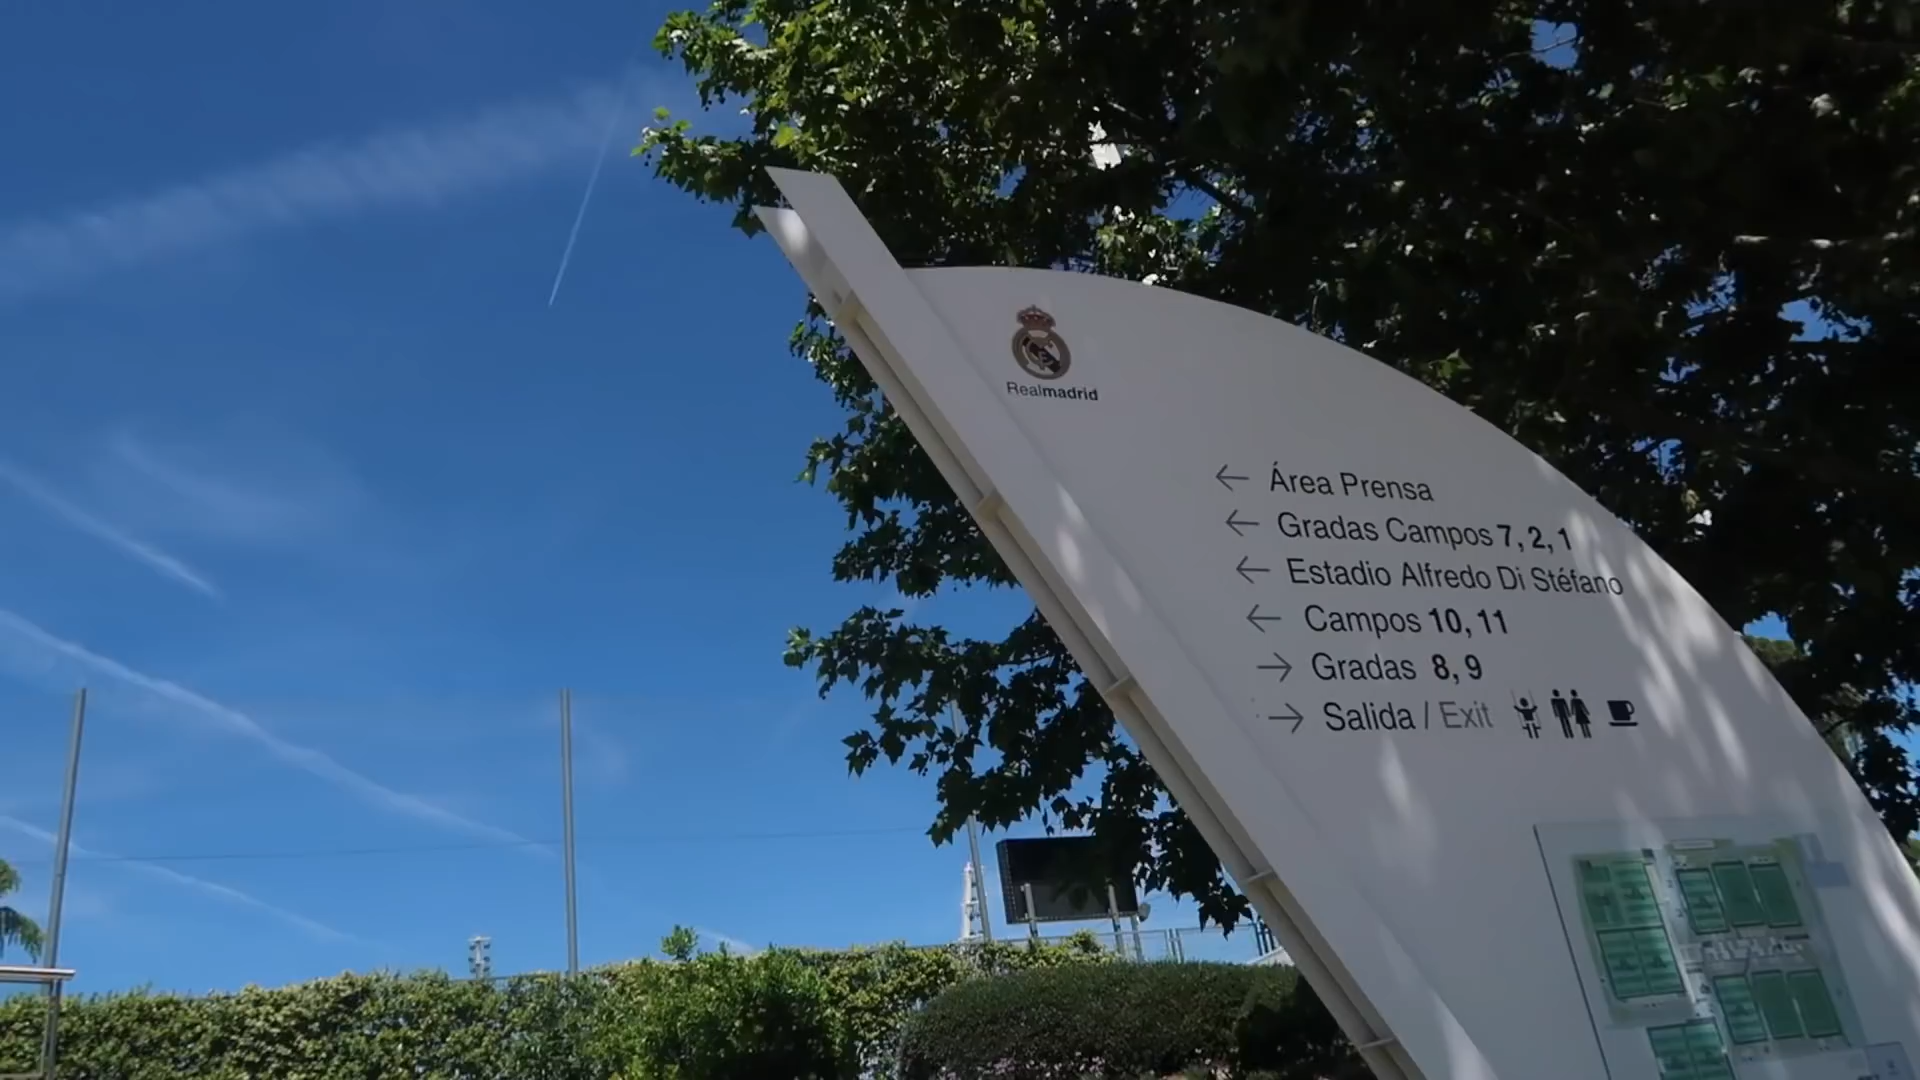 Realmadrid
← Área Prensa
← Gradas Campos 7, 2, 1
← Estadio Alfredo Di Stéfano
← Campos 10, 11
→ Gradas 8, 9
→ Salida / Exit